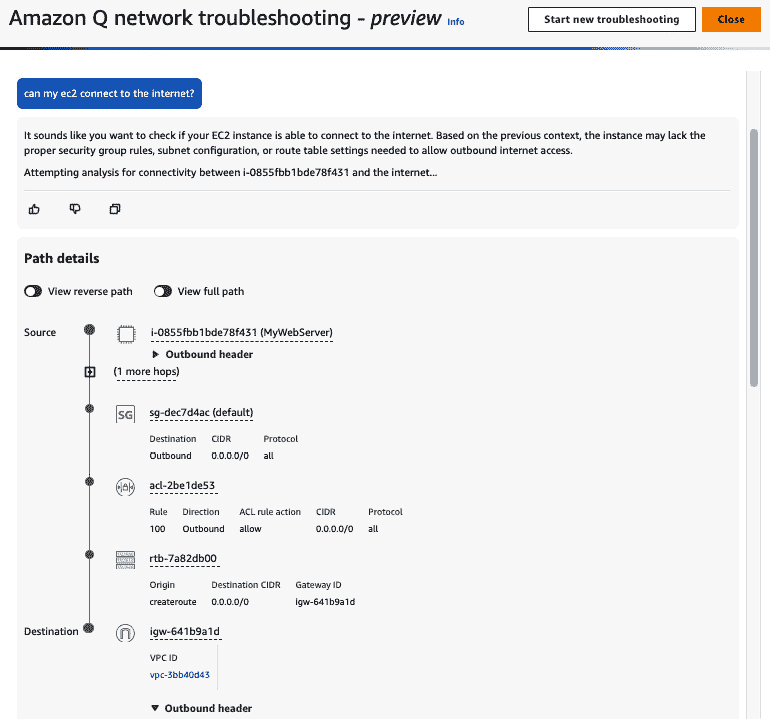 Amazon Q network troubleshooting - preview Info
Start new troubleshooting
Close
can my ec2 connect to the internet?
It sounds like you want to check if your EC2 instance is able to connect to the internet. Based on the previous context, the instance may lack the
proper security group rules, subnet configuration, or route table settings needed to allow outbound internet access.
Attempting analysis for connectivity between i-0855fbb1bde78f431 and the internet...
Path details
View reverse path View full path
Source i-0855fbb1bde78f431 (MyWebServer)
Outbound header
(1 more hops)
SG sg-dec7d4ac (default)
Destination CIDR Protocol
Outbound 0.0.0.0/0 all
acl-2be1de53
Rule Direction ACL rule action CIDR Protocol
100 Outbound allow 0.0.0.0/0 all
rtb-7a82db00
Origin Destination CIDR Gateway ID
createroute 0.0.0.0/0 igw-641b9a1d
Destination igw-641b9a1d
VPC ID
vpc-3bb40d43
Outbound header